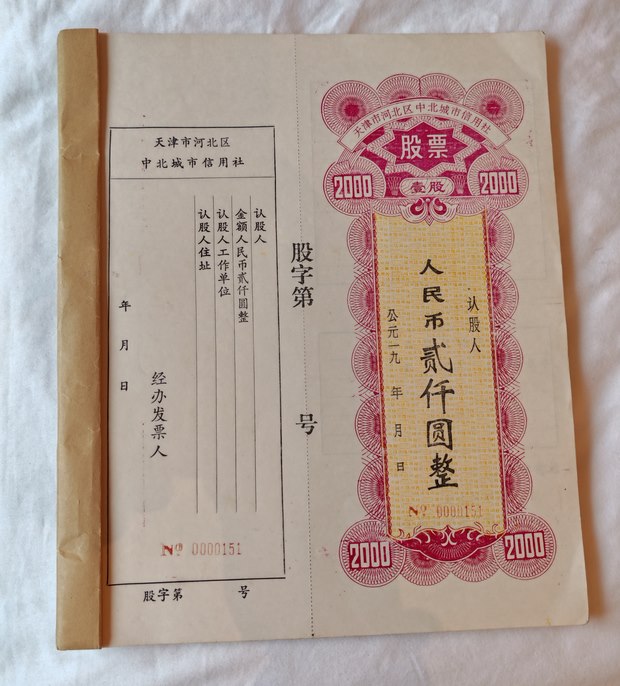 天津市河北区
中北城市信用社
认股人
金额人民币贰仟圆整
认股人工作单位
认股人住址
年月日
经办发票人
Nº 0000151
股字第 号
股字第 号
天津市河北区中北城市信用社
股票
2000 壹股 2000
认股人
人民币贰仟圆整
公元一九 年 月 日
Nº 0000151
2000 2000